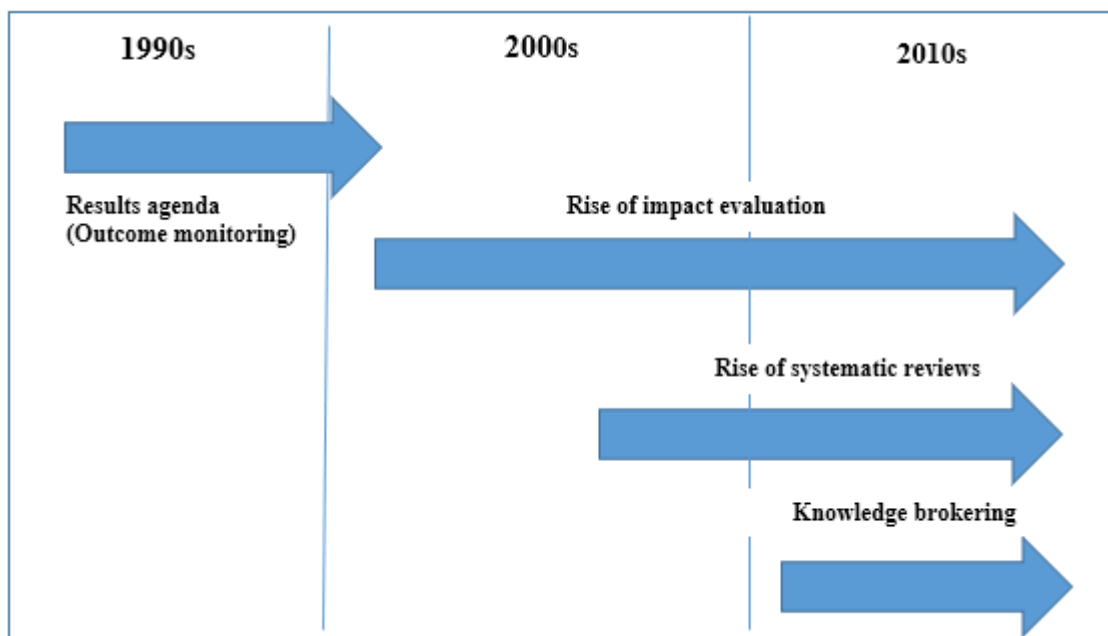 1990s
2000s
2010s
Results agenda
(Outcome monitoring)
Rise of impact evaluation
Rise of systematic reviews
Knowledge brokering